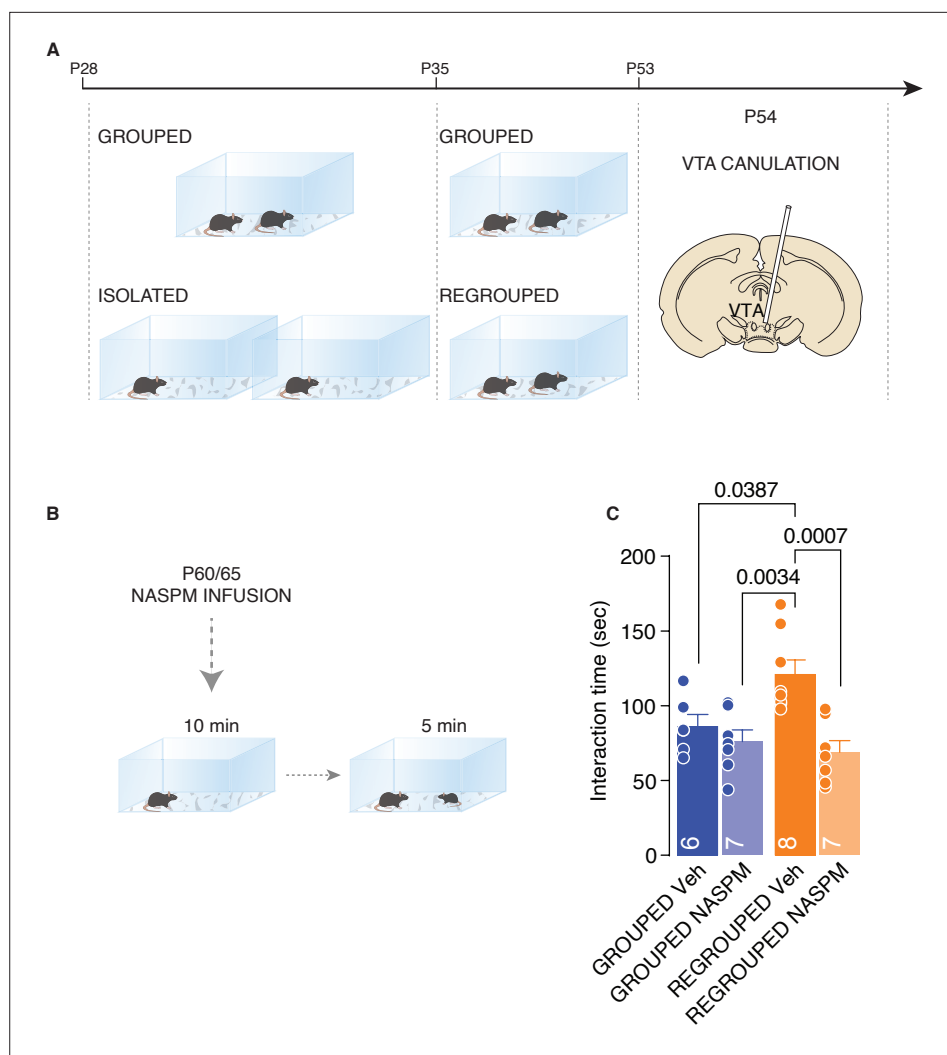 A
P28
P35
P53
GROUPED
GROUPED
P54
VTA CANULATION
ISOLATED
REGROUPED
VTA
B
P60/65
NASPM INFUSION
10 min
5 min
C
0.0387
0.0007
0.0034
Interaction time (sec)
200
150
100
50
0
6
7
8
7
GROUPED Veh
GROUPED NASPM
REGROUPED Veh
REGROUPED NASPM